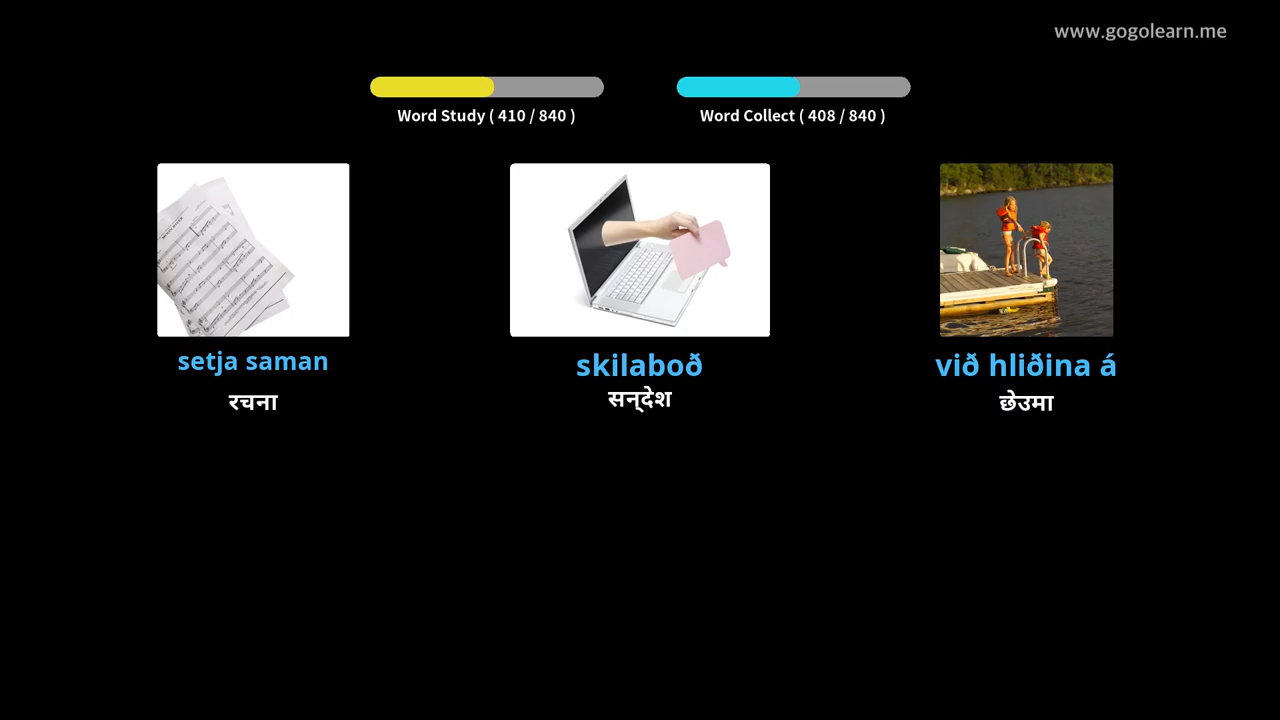 www.gogolearn.me
Word Study ( 410 / 840 )
Word Collect ( 408 / 840 )
setja saman
skilaboð
við hliðina á
रचना
सन्‌देश
छेउमा